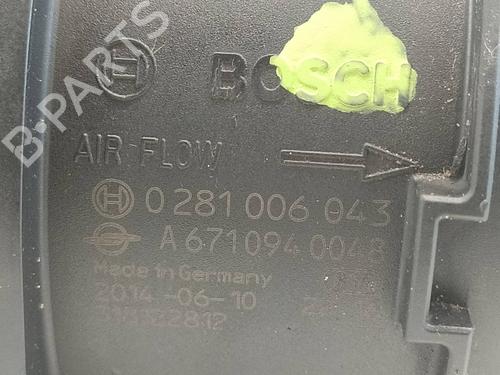 BOSCH
B-PARTS
AIR FLOW
0 281 006 043
A 671 094 0048
Made in Germany
2014-06-10